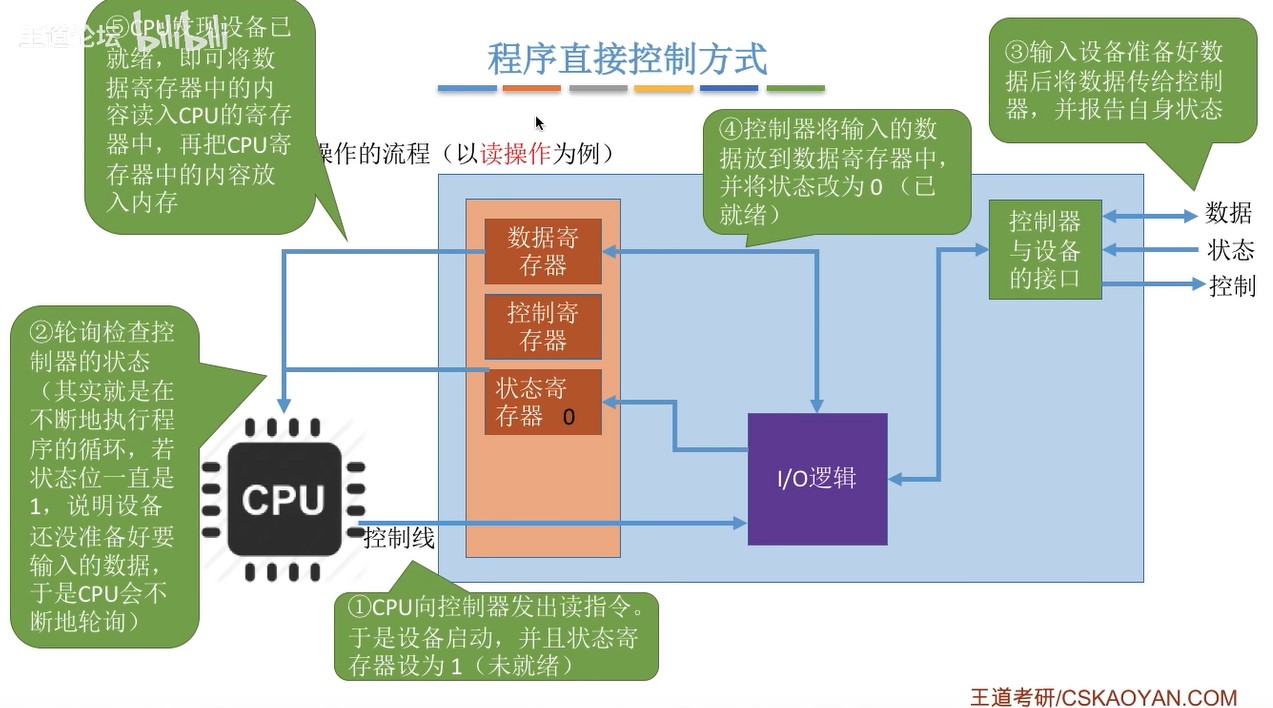 王道论坛 bilibili
程序直接控制方式
操作的流程（以读操作为例）
⑤CPU发现设备已
就绪，即可将数
据寄存器中的内
容读入CPU的寄存
器中，再把CPU寄
存器中的内容放
入内存
④控制器将输入的数
据放到数据寄存器中，
并将状态改为 0 （已
就绪）
③输入设备准备好数
据后将数据传给控制
器，并报告自身状态
数据寄
存器
控制寄
存器
状态寄
存器 0
控制器
与设备
的接口
数据
状态
控制
②轮询检查控
制器的状态
（其实就是在
不断地执行程
序的循环，若
状态位一直是
1，说明设备
还没准备好要
输入的数据，
于是CPU会不
断地轮询）
CPU
I/O逻辑
控制线
①CPU向控制器发出读指令。
于是设备启动，并且状态寄
存器设为 1（未就绪）
王道考研/CSKAOYAN.COM